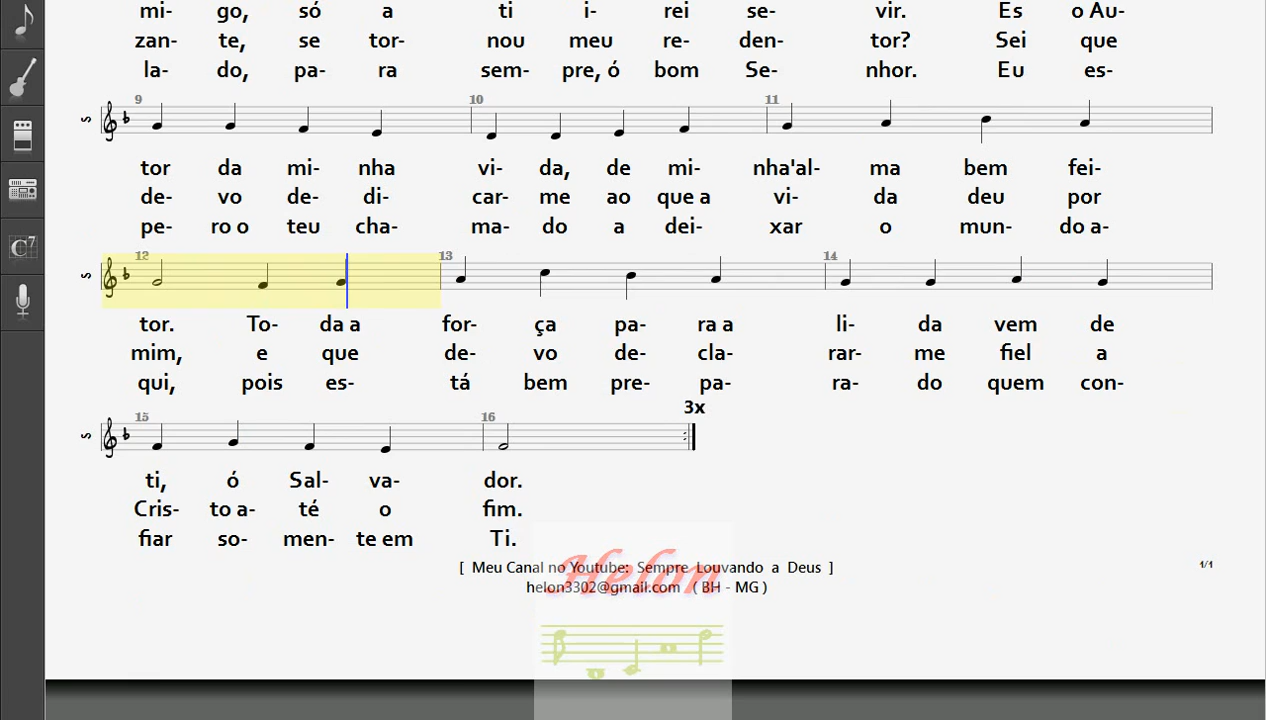 mi- go, só a ti i- rei se- vir. Es o Au-
zan- te, se tor- nou meu re- den- tor? Sei que
la- do, pa- ra sem- pre, ó bom Se- nhor. Eu es-
9 10 11
S
tor da mi- nha vi- da, de mi- nha'al- ma bem fei-
de- vo de- di- car- me ao que a vi- da deu por
pe- ro o teu cha- ma- do a dei- xar o mun- do a-
12 13 14
S
tor. To- da a for- ça pa- ra a li- da vem de
mim, e que de- vo de- cla- rar- me fiel a
qui, pois es- tá bem pre- pa- ra- do quem con-
3x
15 16
S
ti, ó Sal- va- dor.
Cris- to a- té o fim.
fiar so- men- te em Ti.
[ Meu Canal no Youtube: Sempre Louvando a Deus ] 1/1
Helon
helon3302@gmail.com ( BH - MG )
C7